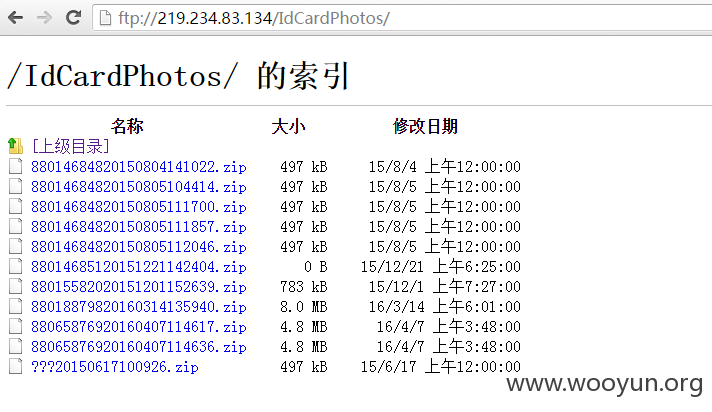 ftp://219.234.83.134/IdCardPhotos/
/IdCardPhotos/ 的索引
名称 大小 修改日期
[上级目录]
88014684820150804141022.zip 497 kB 15/8/4 上午12:00:00
88014684820150805104414.zip 497 kB 15/8/5 上午12:00:00
88014684820150805111700.zip 497 kB 15/8/5 上午12:00:00
88014684820150805111857.zip 497 kB 15/8/5 上午12:00:00
88014684820150805112046.zip 497 kB 15/8/5 上午12:00:00
88014685120151221142404.zip 0 B 15/12/21 上午6:25:00
88015582020151201152639.zip 783 kB 15/12/1 上午7:27:00
88018879820160314135940.zip 8.0 MB 16/3/14 上午6:01:00
88065876920160407114617.zip 4.8 MB 16/4/7 上午3:48:00
88065876920160407114636.zip 4.8 MB 16/4/7 上午3:48:00
???20150617100926.zip 497 kB 15/6/17 上午12:00:00
www.wooyun.org